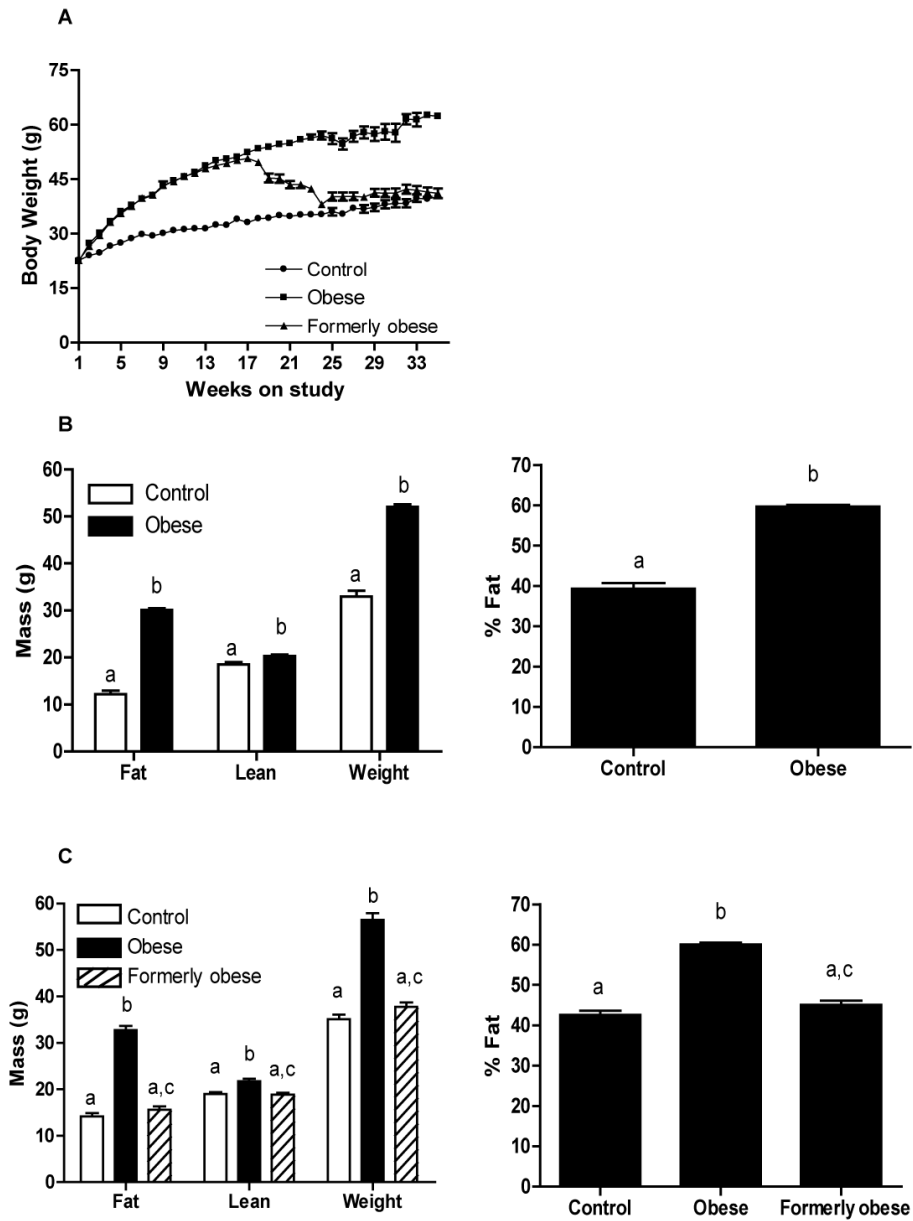 A
75
60
45
30
15
0
Body Weight (g)
Control
Obese
Formerly obese
1 5 9 13 17 21 25 29 33
Weeks on study
B
60
50
40
30
20
10
0
Mass (g)
Control
Obese
a b a b a b
Fat Lean Weight
70
60
50
40
30
20
10
0
% Fat
a b
Control Obese
C
60
50
40
30
20
10
0
Mass (g)
Control
Obese
Formerly obese
a b a,c a b a,c a b a,c
Fat Lean Weight
70
60
50
40
30
20
10
0
% Fat
a b a,c
Control Obese Formerly obese